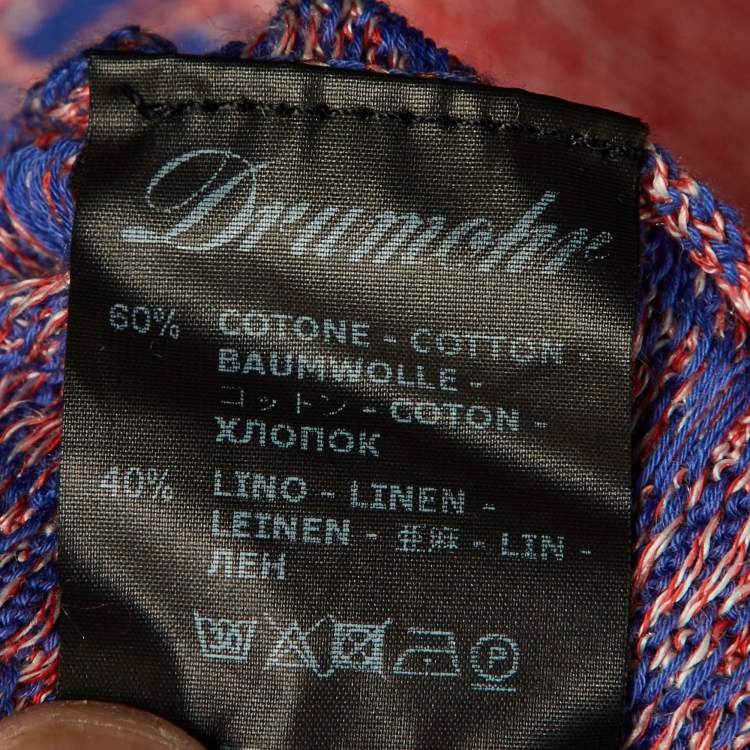 Drumohr
60% COTONE - COTTON -
BAUMWOLLE -
コットン - COTON -
ХЛОПОК
40% LINO - LINEN -
LEINEN - 亜麻 - LIN -
ЛЕН
P